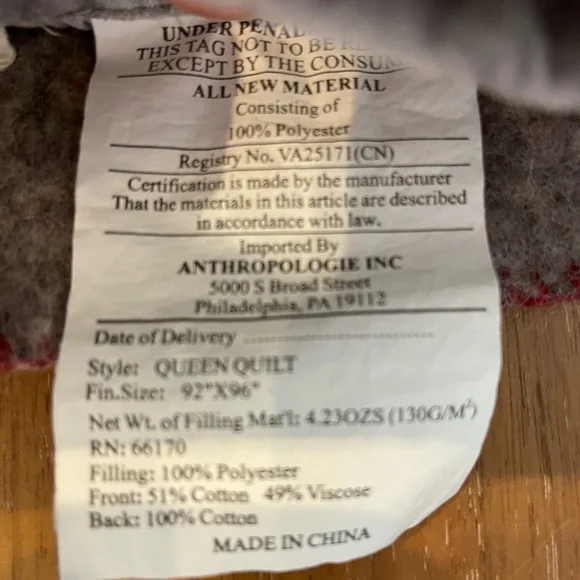 UNDER PENAL
THIS TAG NOT TO BE
EXCEPT BY THE CONSUM
ALL NEW MATERIAL
Consisting of
100% Polyester
Registry No. VA25171(CN)
Certification is made by the manufacturer
That the materials in this article are described
in accordance with law.
Imported By
ANTHROPOLOGIE INC
5000 S Broad Street
Philadelphia, PA 19112
Date of Delivery ................................
Style: QUEEN QUILT
Fin.Size: 92"X96"
Net Wt. of Filling Mat'l: 4.23OZS (130G/M²)
RN: 66170
Filling: 100% Polyester
Front: 51% Cotton 49% Viscose
Back: 100% Cotton
MADE IN CHINA